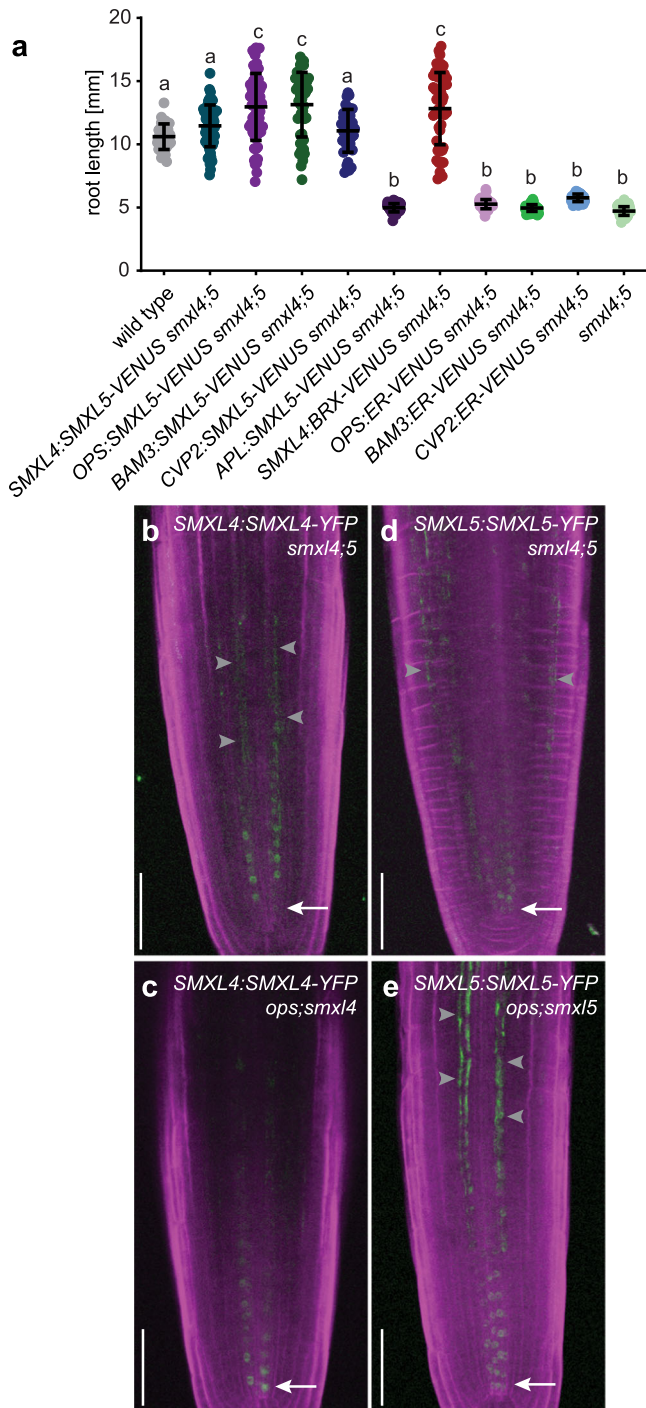 a
20
15
10
5
0
root length [mm]
a
a
c
c
a
b
c
b
b
b
b
wild type
SMXL4:SMXL5-VENUS smxl4;5
OPS:SMXL5-VENUS smxl4;5
BAM3:SMXL5-VENUS smxl4;5
CVP2:SMXL5-VENUS smxl4;5
APL:SMXL5-VENUS smxl4;5
SMXL4:BRX-VENUS smxl4;5
OPS:ER-VENUS smxl4;5
BAM3:ER-VENUS smxl4;5
CVP2:ER-VENUS smxl4;5
smxl4;5
b
SMXL4:SMXL4-YFP
smxl4;5
d
SMXL5:SMXL5-YFP
smxl4;5
c
SMXL4:SMXL4-YFP
ops;smxl4
e
SMXL5:SMXL5-YFP
ops;smxl5